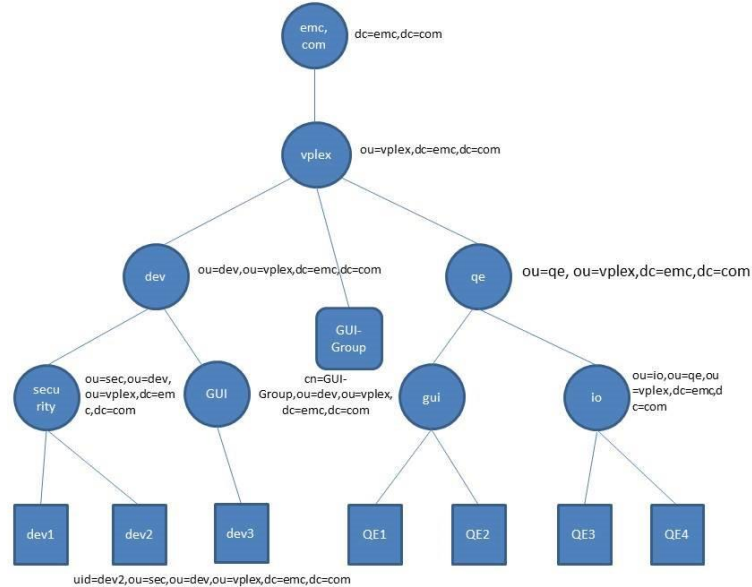 emc,
com
dc=emc,dc=com
vplex
ou=vplex,dc=emc,dc=com
dev
ou=dev,ou=vplex,dc=emc,dc=com
qe
ou=qe, ou=vplex,dc=emc,dc=com
GUI-
Group
secu
rity
ou=sec,ou=dev,
ou=vplex,dc=em
c,dc=com
GUI
cn=GUI-
Group,ou=dev,ou=vplex,
dc=emc,dc=com
gui
io
ou=io,ou=qe,ou
=vplex,dc=emc,d
c=com
dev1
dev2
dev3
QE1
QE2
QE3
QE4
uid=dev2,ou=sec,ou=dev,ou=vplex,dc=emc,dc=com